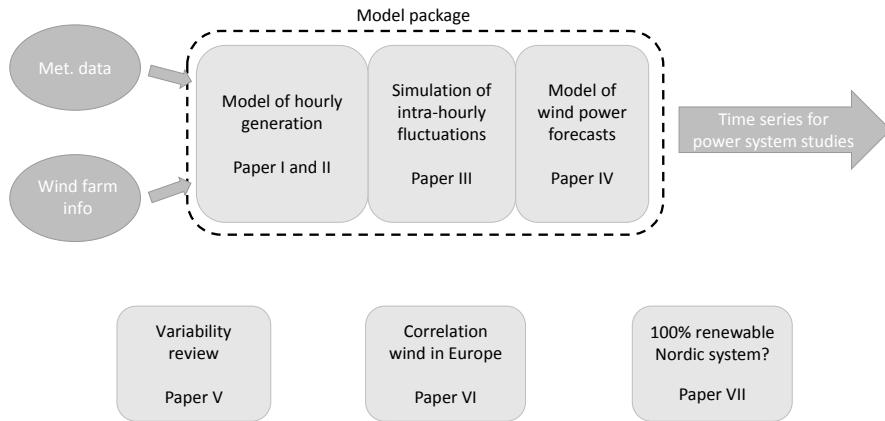 Model package
Met. data
Wind farm
info
Model of hourly
generation
Paper I and II
Simulation of
intra-hourly
fluctuations
Paper III
Model of
wind power
forecasts
Paper IV
Time series for
power system studies
Variability
review
Paper V
Correlation
wind in Europe
Paper VI
100% renewable
Nordic system?
Paper VII